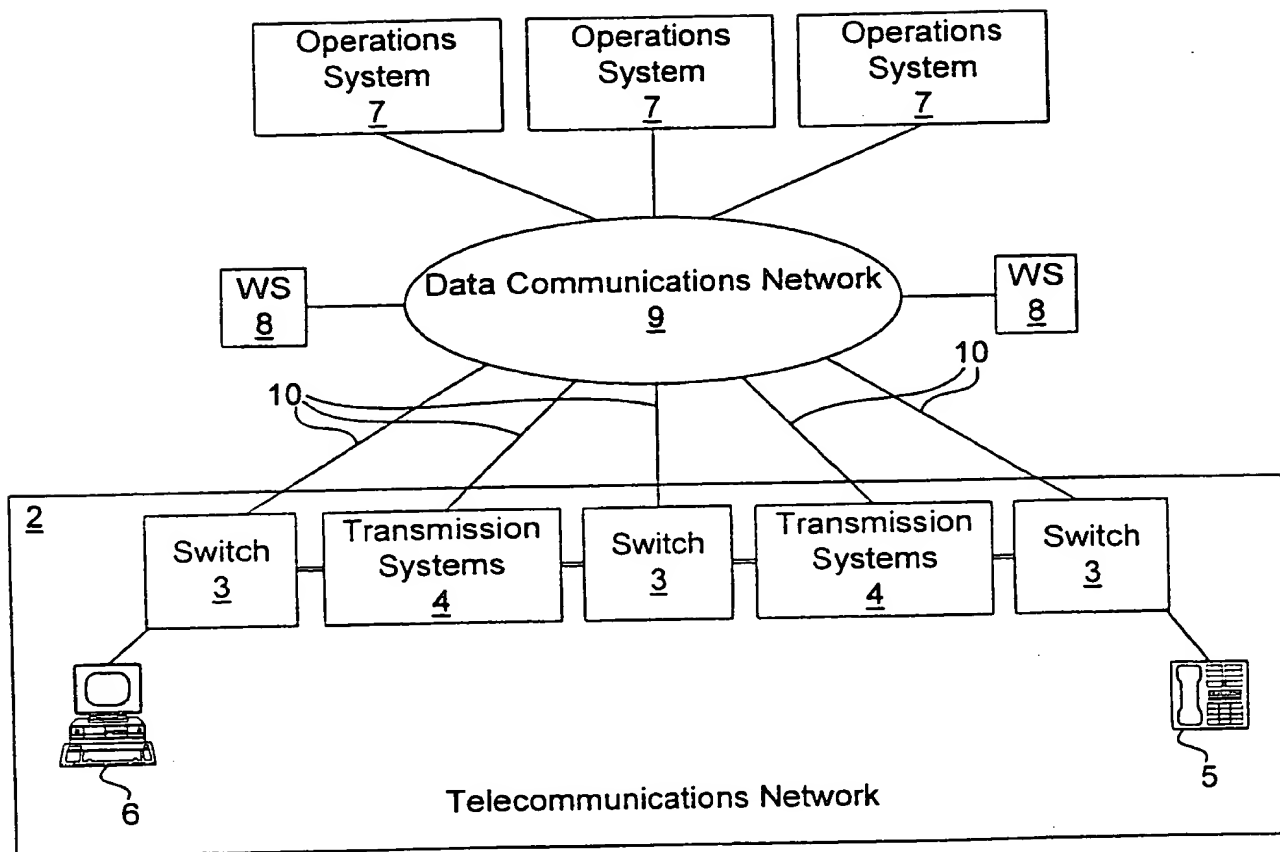 Operations
System
7
Operations
System
7
Operations
System
7
WS
8
Data Communications Network
9
WS
8
10
10
2
Switch
3
Transmission
Systems
4
Switch
3
Transmission
Systems
4
Switch
3
6
5
Telecommunications Network